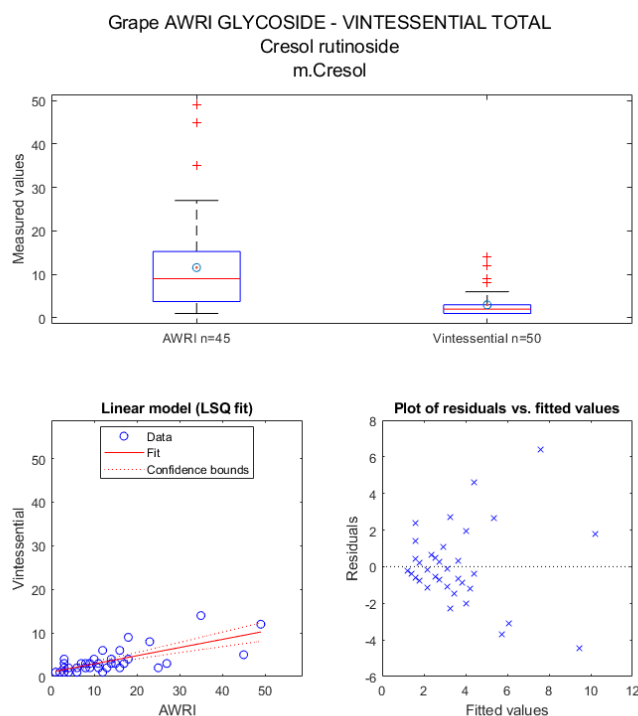 Grape AWRI GLYCOSIDE - VINTESSENTIAL TOTAL
Cresol rutinoside
m.Cresol
50
40
30
20
10
0
Measured values
AWRI n=45
Vintessential n=50
Linear model (LSQ fit)
Data
Fit
Confidence bounds
50
40
30
20
10
0
Vintessential
0 10 20 30 40 50
AWRI
Plot of residuals vs. fitted values
8
6
4
2
0
-2
-4
-6
Residuals
0 2 4 6 8 10 12
Fitted values